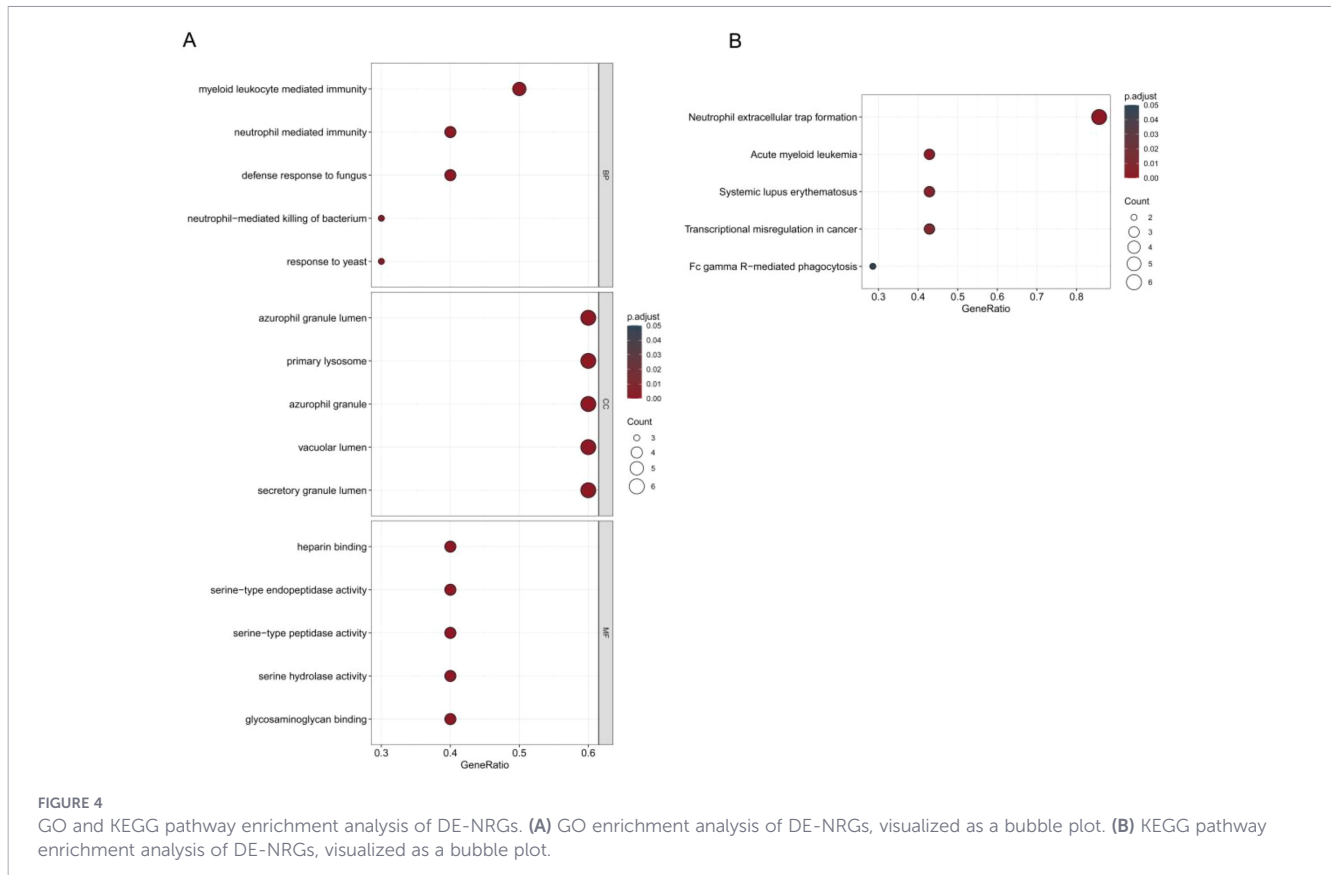 A
myeloid leukocyte mediated immunity
neutrophil mediated immunity
defense response to fungus
neutrophil-mediated killing of bacterium
response to yeast
BP
azurophil granule lumen
primary lysosome
azurophil granule
vacuolar lumen
secretory granule lumen
CC
heparin binding
serine-type endopeptidase activity
serine-type peptidase activity
serine hydrolase activity
glycosaminoglycan binding
MF
0.3 0.4 0.5 0.6
GeneRatio
p.adjust
0.05
0.04
0.03
0.02
0.01
0.00
Count
3
4
5
6
B
Neutrophil extracellular trap formation
Acute myeloid leukemia
Systemic lupus erythematosus
Transcriptional misregulation in cancer
Fc gamma R-mediated phagocytosis
0.3 0.4 0.5 0.6 0.7 0.8
GeneRatio
p.adjust
0.05
0.04
0.03
0.02
0.01
0.00
Count
2
3
4
5
6
FIGURE 4
GO and KEGG pathway enrichment analysis of DE-NRGs. (A) GO enrichment analysis of DE-NRGs, visualized as a bubble plot. (B) KEGG pathway
enrichment analysis of DE-NRGs, visualized as a bubble plot.